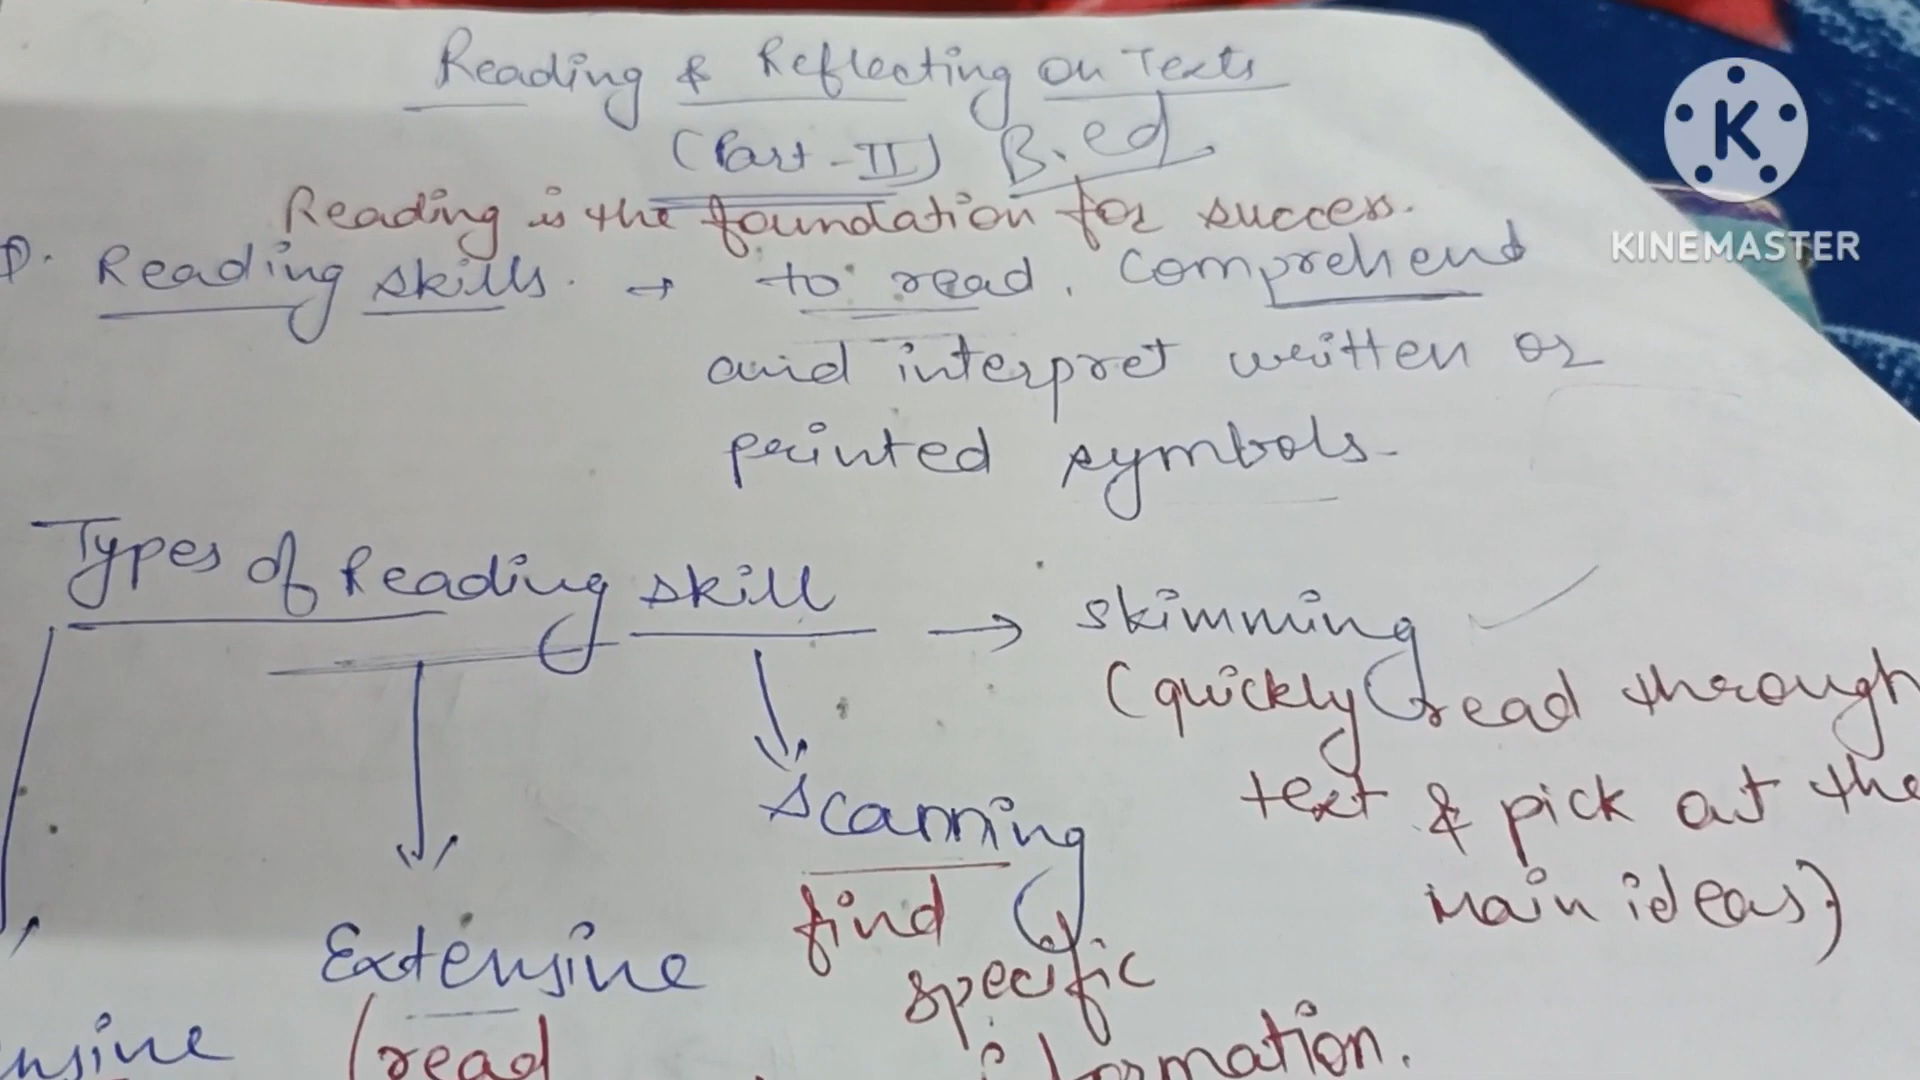 Reading & Reflecting on Texts
(Part-II) B.ed.
Reading is the foundation for success.
Reading skills. → to read, comprehend
and interpret written or
printed symbols.
Types of Reading skill → skimming
(quickly read through
text & pick out the
main ideas)
Scanning
find
specific
Extensive
(read
K
KINEMASTER